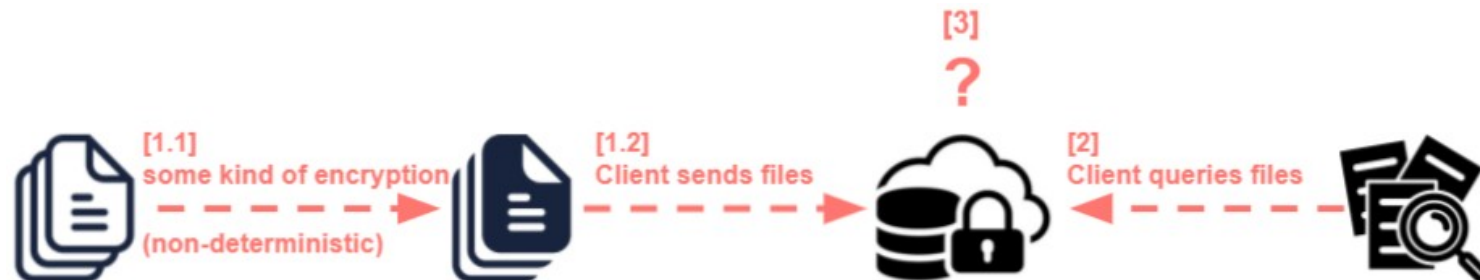 [3]
?
[1.1]
some kind of encryption
(non-deterministic)
[1.2]
Client sends files
[2]
Client queries files